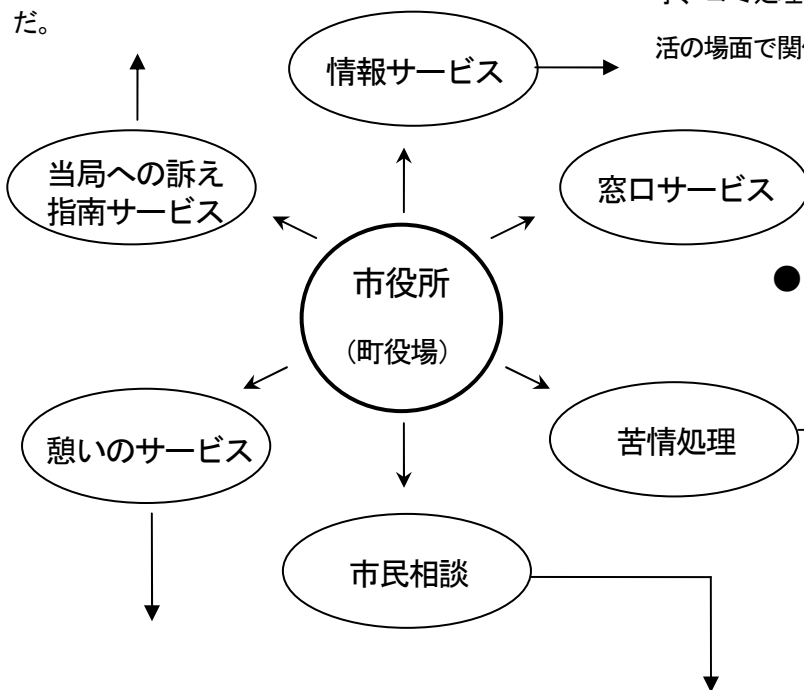 だ。
活の場面で関
情報サービス
当局への訴え
指南サービス
窓口サービス
市役所
（町役場）
●
憩いのサービス
苦情処理
市民相談